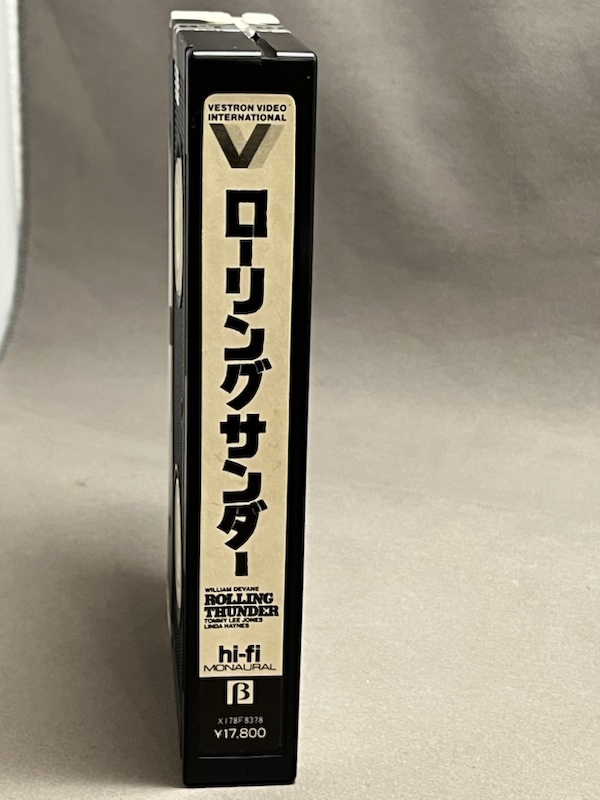 VESTRON VIDEO
INTERNATIONAL
V
ローリングサンダー
WILLIAM DEVANE
ROLLING
THUNDER
TOMMY LEE JONES
LINDA HAYNES
hi-fi
MONAURAL
β
X178F8378
¥17,800